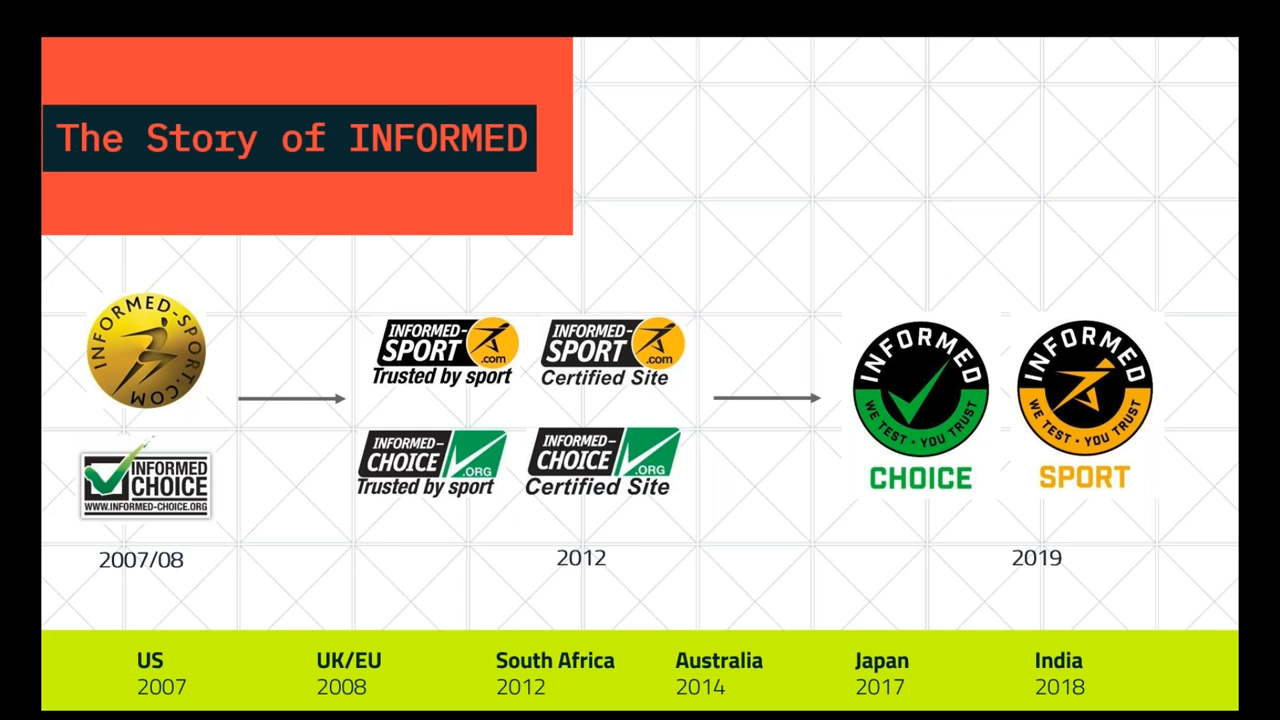 The Story of INFORMED
INFORMED-SPORT.COM
INFORMED
CHOICE
WWW.INFORMED-CHOICE.ORG
2007/08
INFORMED-
SPORT
.com
Trusted by sport
INFORMED-
SPORT
.com
Certified Site
INFORMED-
CHOICE
.ORG
Trusted by sport
INFORMED-
CHOICE
.ORG
Certified Site
2012
INFORMED
WE TEST • YOU TRUST
CHOICE
INFORMED
WE TEST • YOU TRUST
SPORT
2019
US
2007
UK/EU
2008
South Africa
2012
Australia
2014
Japan
2017
India
2018